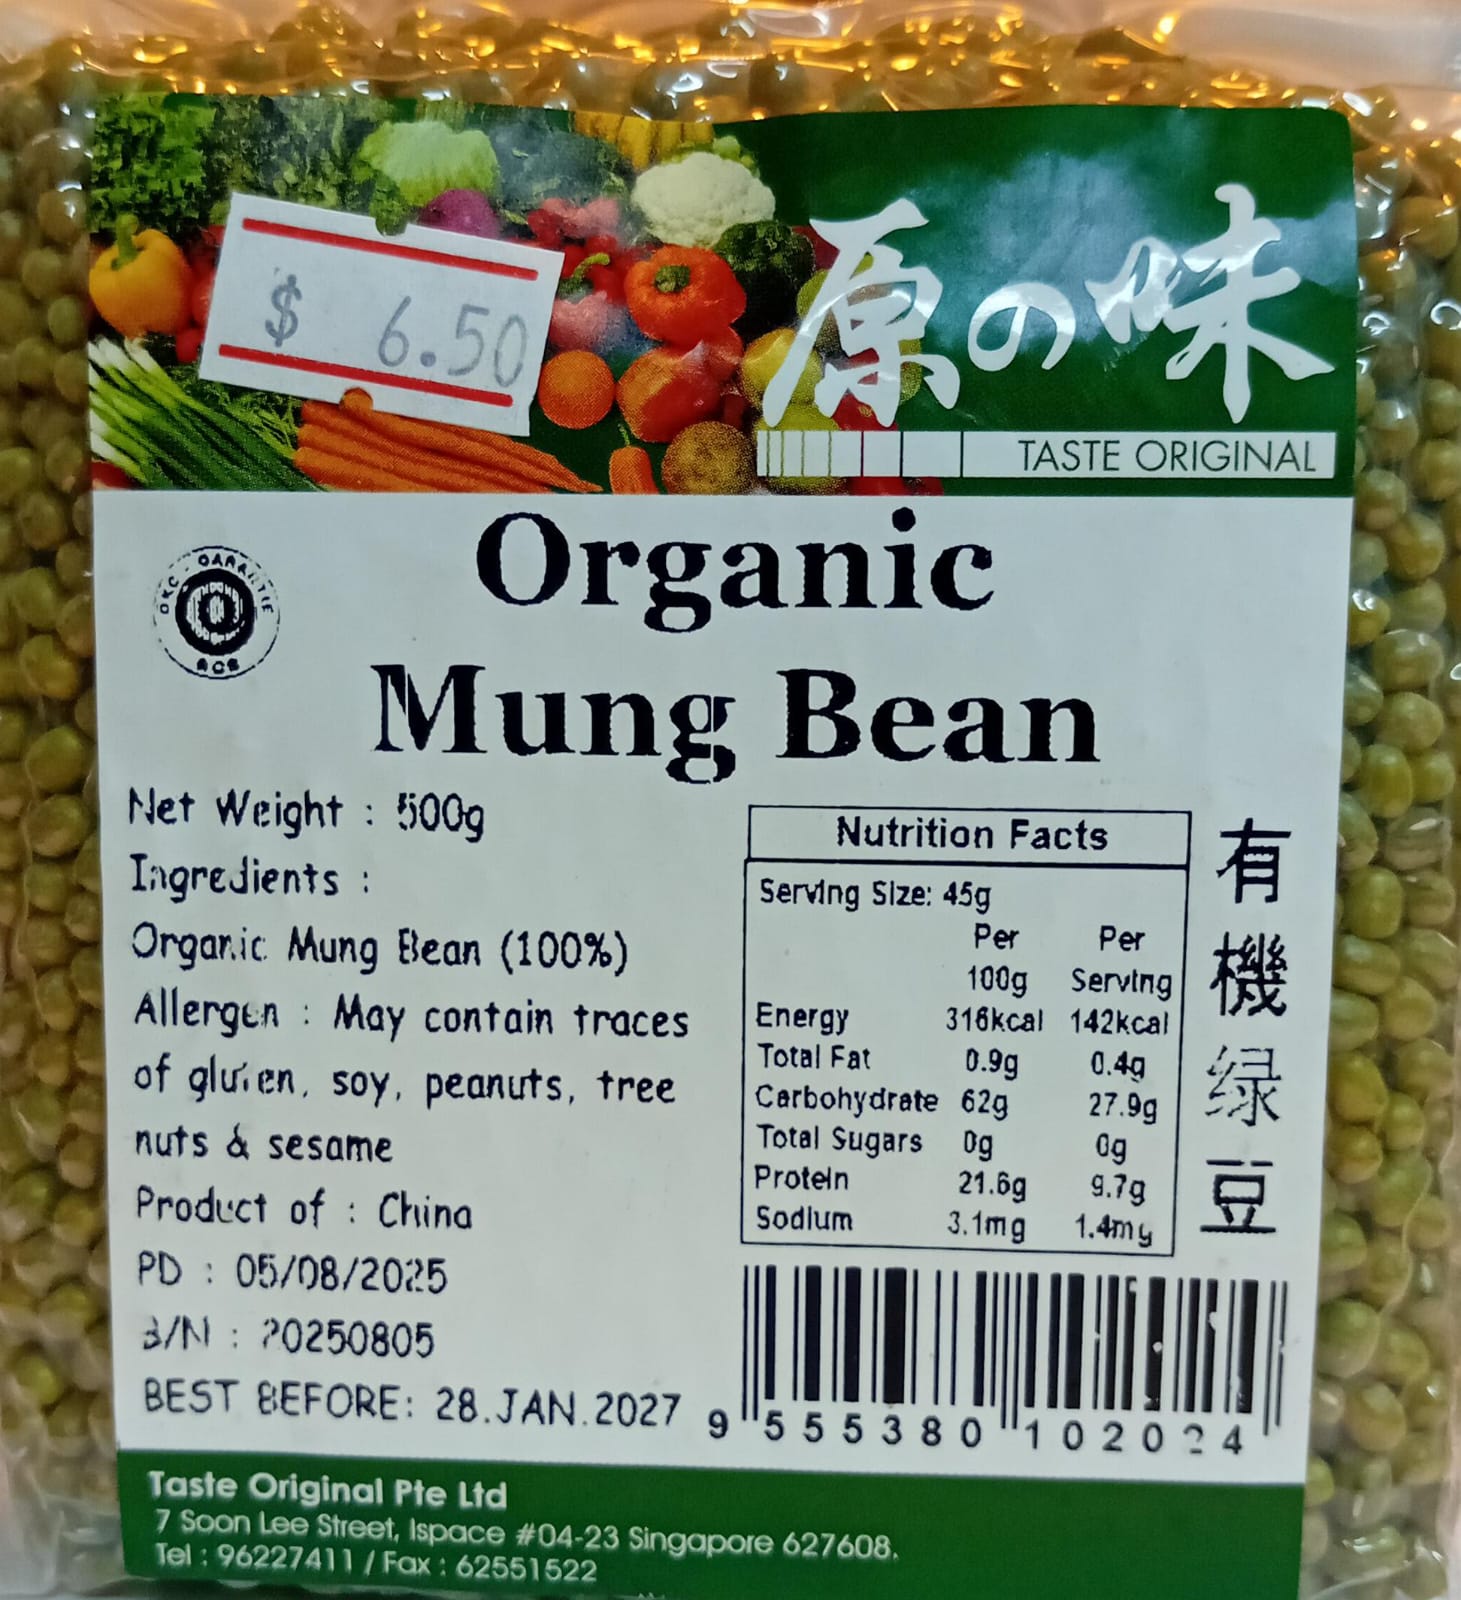 $ 6.50
原の味
TASTE ORIGINAL
Organic
Mung Bean
GARANTIE
Net Weight : 500g
Ingredients :
Organic Mung Bean (100%)
Allergen : May contain traces
of gluten, soy, peanuts, tree
nuts & sesame
Product of : China
PD : 05/08/2025
B/N : 20250805
BEST BEFORE: 28.JAN.2027
Nutrition Facts
Serving Size: 45g
Per Per
100g Serving
Energy 316kcal 142kcal
Total Fat 0.9g 0.4g
Carbohydrate 62g 27.9g
Total Sugars 0g 0g
Protein 21.6g 9.7g
Sodium 3.1mg 1.4mg
有機绿豆
9 555380 102024
Taste Original Pte Ltd
7 Soon Lee Street, Ispace #04-23 Singapore 627608.
Tel : 96227411 / Fax : 62551522